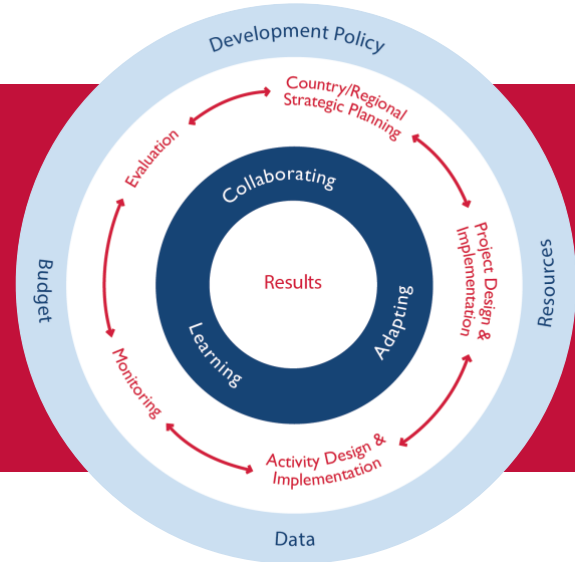 Development Policy
Country/Regional
Strategic Planning
Evaluation
Collaborating
Project Design &
Implementation
Resources
Budget
Results
Adapting
Learning
Monitoring
Activity Design &
Implementation
Data